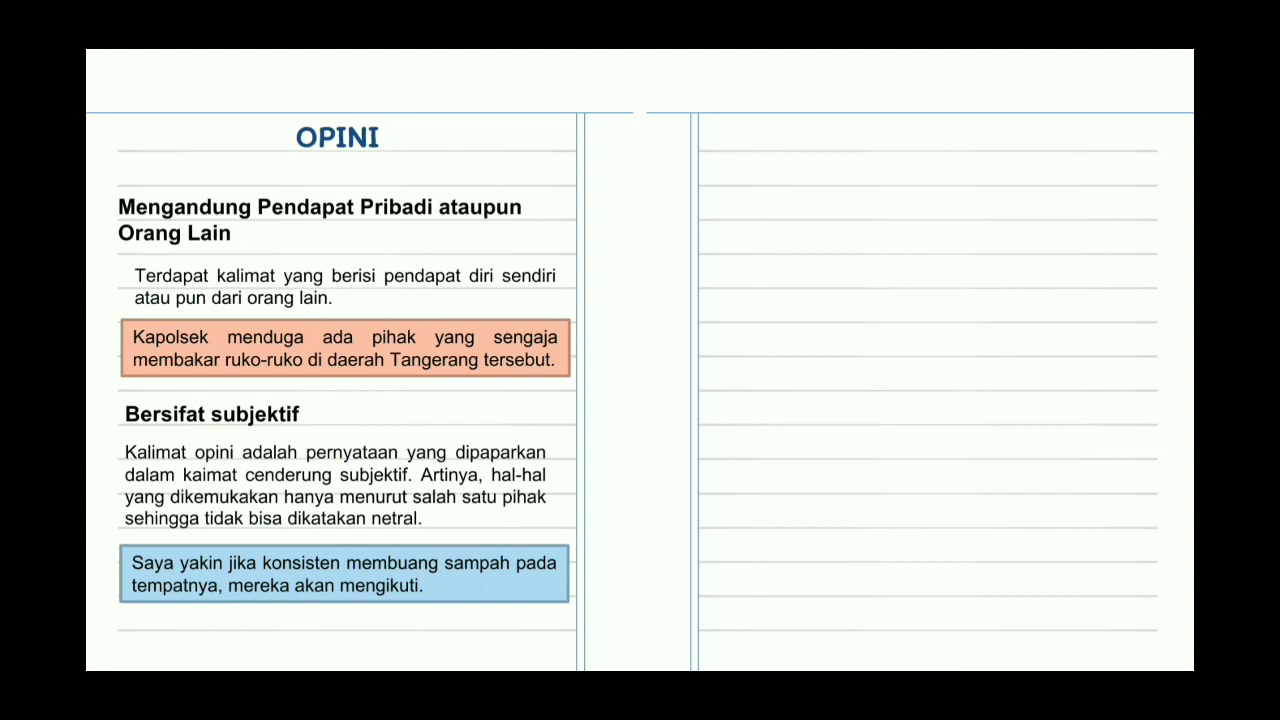 OPINI
Mengandung Pendapat Pribadi ataupun
Orang Lain
Terdapat kalimat yang berisi pendapat diri sendiri
atau pun dari orang lain.
Kapolsek menduga ada pihak yang sengaja
membakar ruko-ruko di daerah Tangerang tersebut.
Bersifat subjektif
Kalimat opini adalah pernyataan yang dipaparkan
dalam kaimat cenderung subjektif. Artinya, hal-hal
yang dikemukakan hanya menurut salah satu pihak
sehingga tidak bisa dikatakan netral.
Saya yakin jika konsisten membuang sampah pada
tempatnya, mereka akan mengikuti.